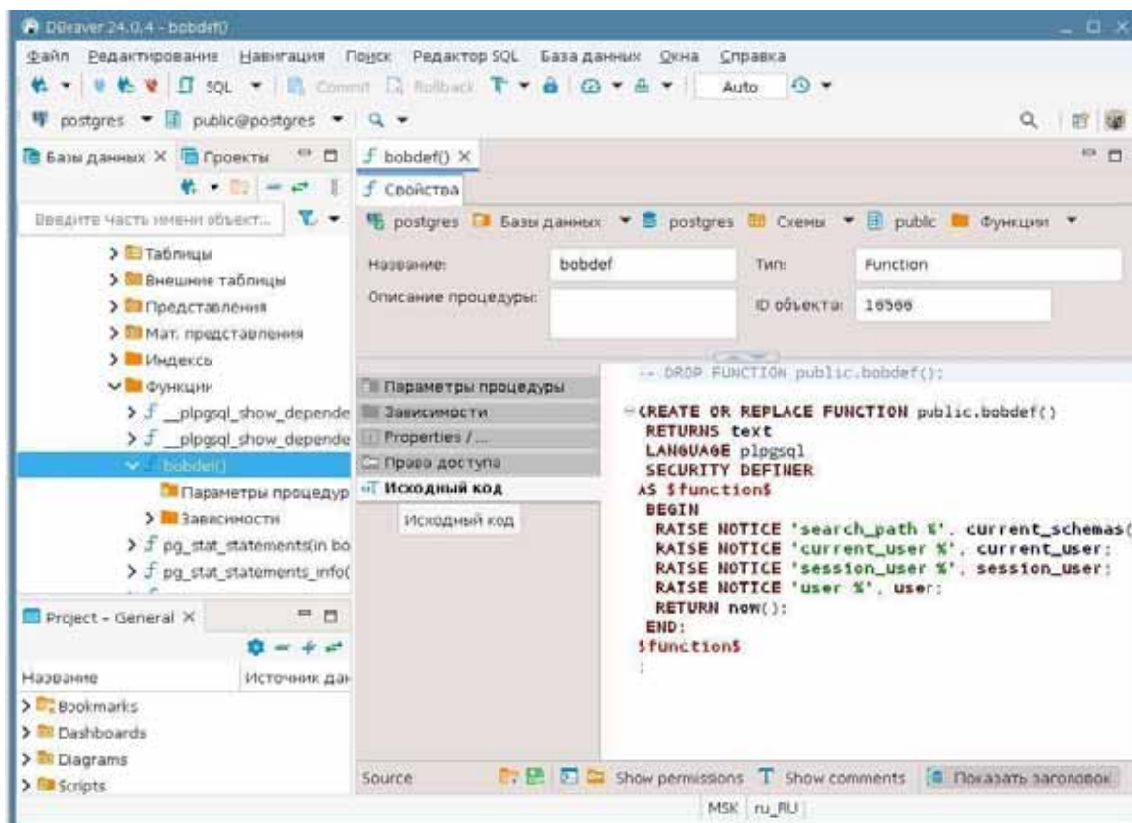 DBeaver 24.0.4 - bobdef()
Файл Редактирование Навигация Поиск Редактор SQL База данных Окна Справка
SQL Commit Rollback Auto
postgres public@postgres
Базы данных Проекты
Введите часть имени объект...
Таблицы
Внешние таблицы
Представления
Мат. представления
Индексы
Функции
__plpgsql_show_depende
__plpgsql_show_depende
bobdef()
Параметры процедур
Зависимости
pg_stat_statements(in bo
pg_stat_statements_info(
Project - General
Название Источник дан
Bookmarks
Dashboards
Diagrams
Scripts
bobdef()
Свойства
postgres Базы данных postgres Схемы public Функции
Название: bobdef Тип: Function
Описание процедуры: ID объекта: 16566
Параметры процедуры
Зависимости
Properties / ...
Права доступа
Исходный код
Исходный код
-- DROP FUNCTION public.bobdef();
CREATE OR REPLACE FUNCTION public.bobdef()
RETURNS text
LANGUAGE plpgsql
SECURITY DEFINER
AS $function$
BEGIN
RAISE NOTICE 'search_path %', current_schemas(
RAISE NOTICE 'current_user %', current_user;
RAISE NOTICE 'session_user %', session_user;
RAISE NOTICE 'user %', user;
RETURN now();
END;
$function$
;
Source Show permissions Show comments Показать заголовок
MSK ru_RU